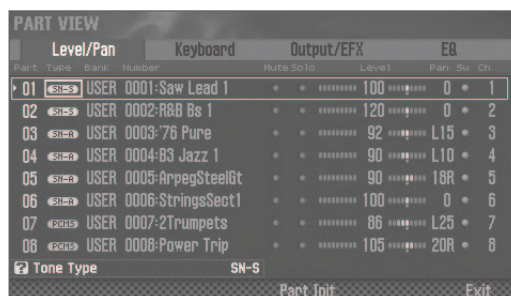 PART VIEW
Level/Pan Keyboard Output/EFX EQ
Part Type Bank Number Mute Solo Level Pan Sw Ch
01 SN-S USER 0001:Saw Lead 1 100 0 1
02 SN-S USER 0002:R&B Bs 1 120 0 2
03 SN-A USER 0003:'76 Pure 92 L15 3
04 SN-A USER 0004:B3 Jazz 1 90 L10 4
05 SN-A USER 0005:ArpegSteelGt 90 18R 5
06 SN-A USER 0006:StringsSect1 100 0 6
07 PCMS USER 0007:2Trumpets 86 L25 7
08 PCMS USER 0008:Power Trip 105 20R 8
? Tone Type SN-S
Part Init Exit